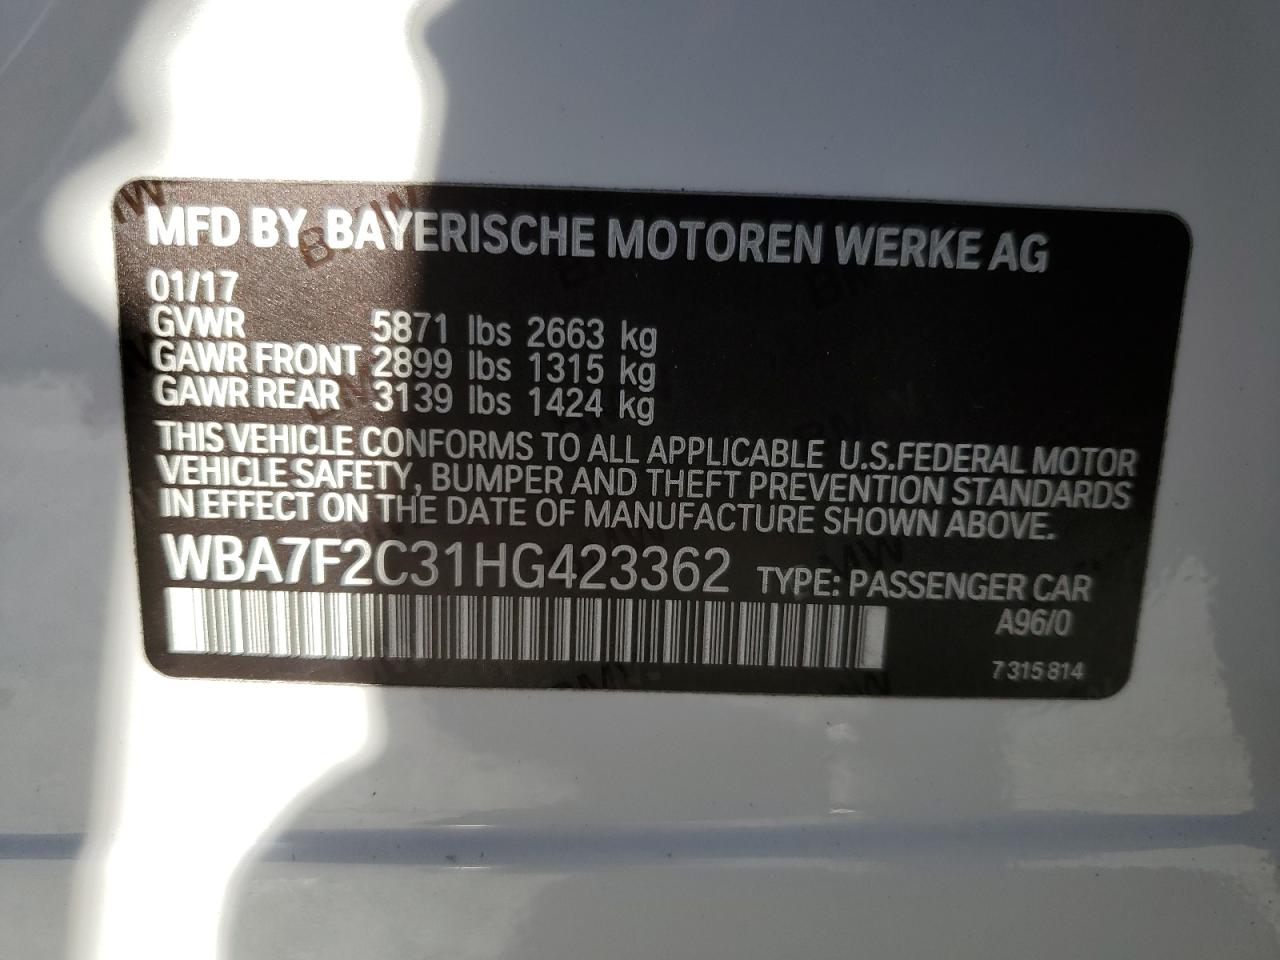 MFD BY BAYERISCHE MOTOREN WERKE AG
01/17
GVWR 5871 lbs 2663 kg
GAWR FRONT 2899 lbs 1315 kg
GAWR REAR 3139 lbs 1424 kg
THIS VEHICLE CONFORMS TO ALL APPLICABLE U.S.FEDERAL MOTOR
VEHICLE SAFETY, BUMPER AND THEFT PREVENTION STANDARDS
IN EFFECT ON THE DATE OF MANUFACTURE SHOWN ABOVE.
WBA7F2C31HG423362 TYPE: PASSENGER CAR
A96/0
7 315 814